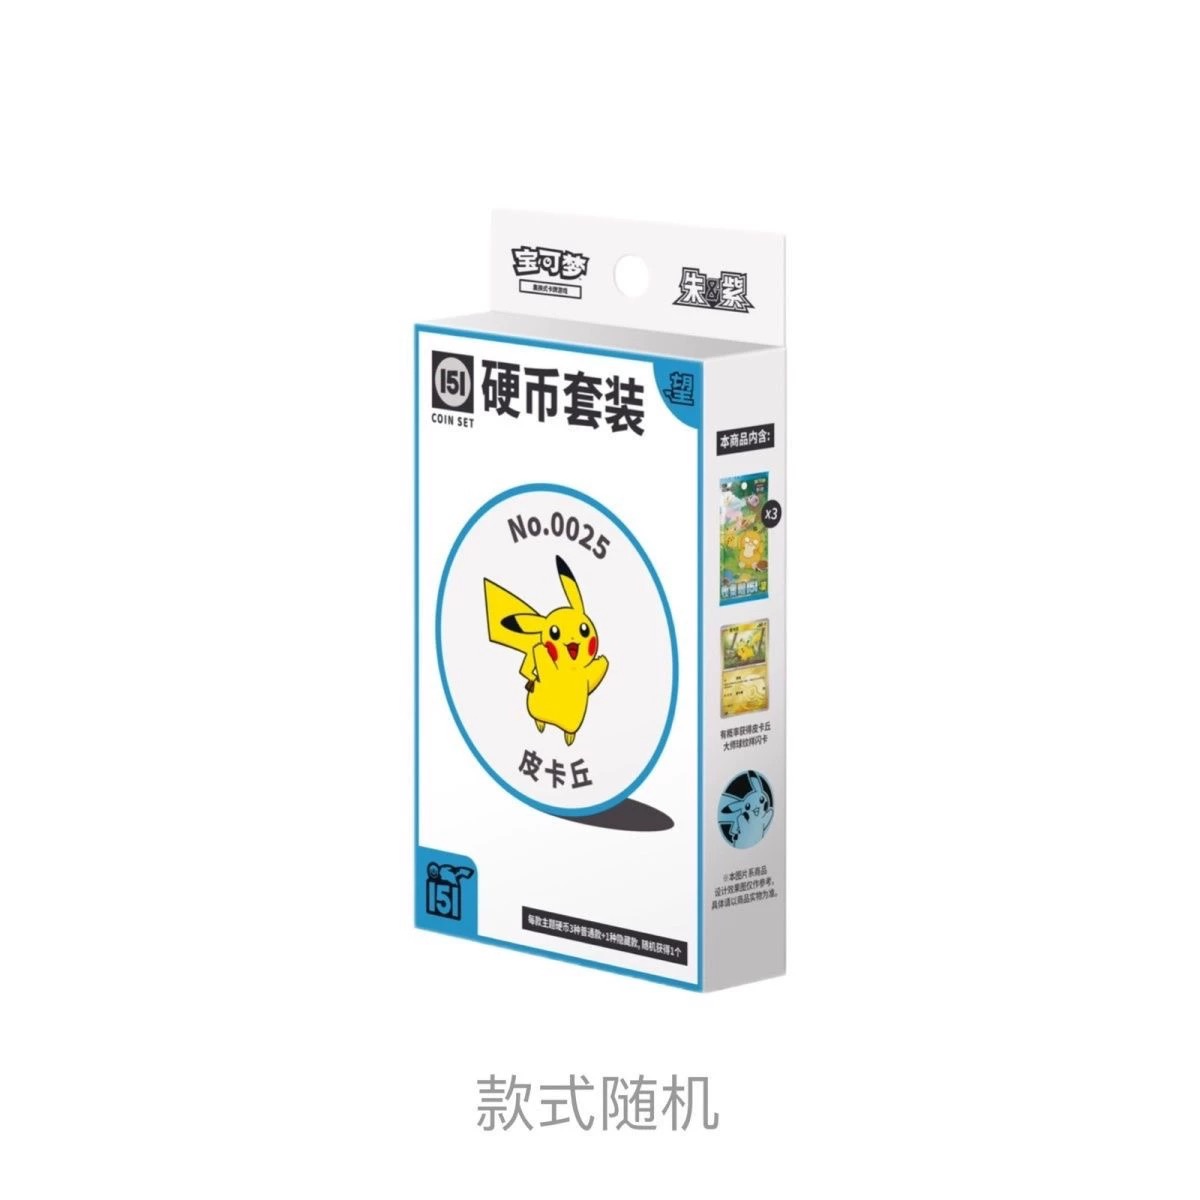 宝可梦
集换式卡牌游戏
朱&紫
151
COIN SET
硬币套装
望
No.0025
皮卡丘
151
每款主题硬币3种普通款+1种隐藏款,随机获得1个
本商品内含:
x3
有概率获得皮卡丘
大师球纹样闪卡
※本图片系商品
设计效果图仅作参考,
具体请以商品实物为准。
款式随机